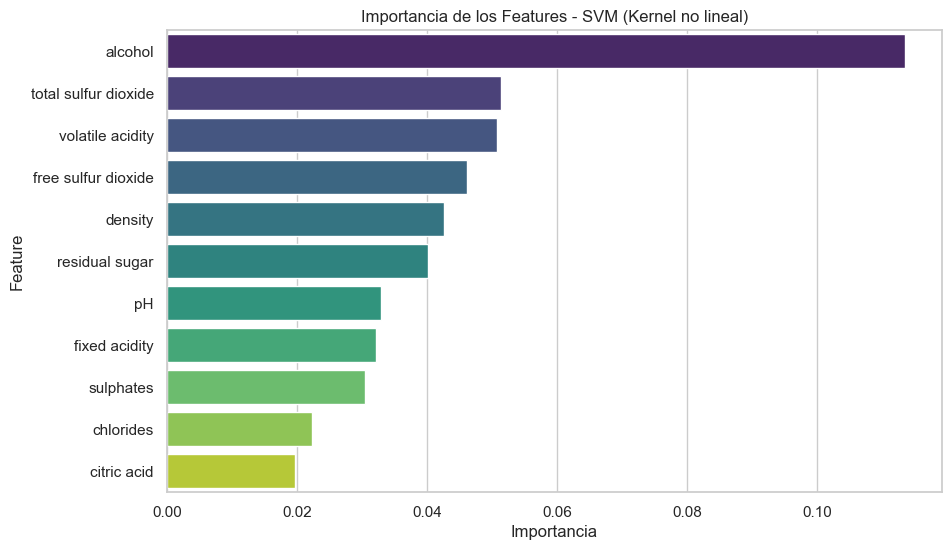 Importancia de los Features - SVM (Kernel no lineal)
Feature
alcohol
total sulfur dioxide
volatile acidity
free sulfur dioxide
density
residual sugar
pH
fixed acidity
sulphates
chlorides
citric acid
0.00 0.02 0.04 0.06 0.08 0.10
Importancia